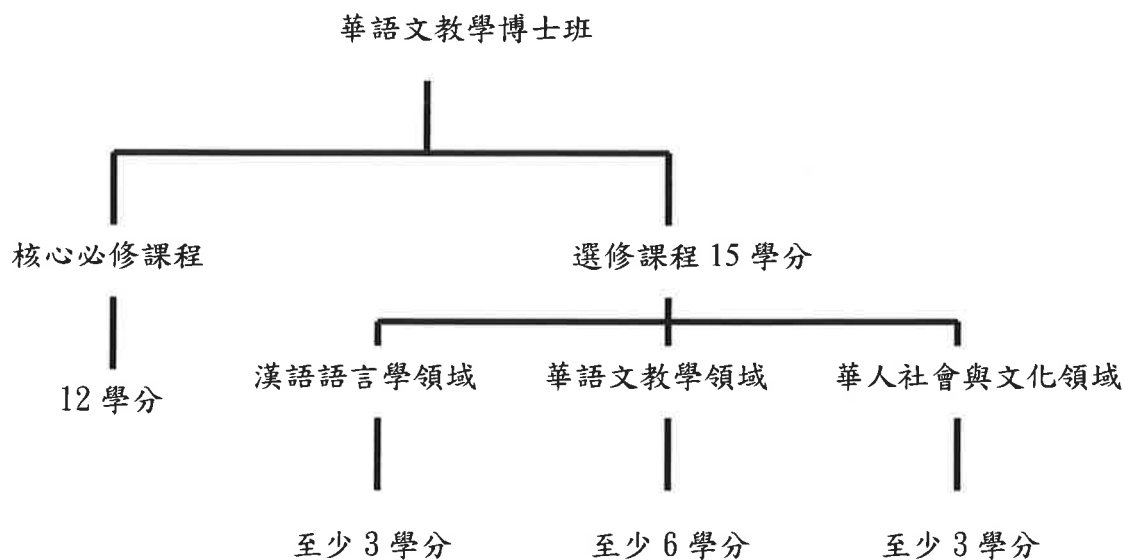 華語文教學博士班
核心必修課程
選修課程 15 學分
12 學分
漢語語言學領域
華語文教學領域
華人社會與文化領域
至少 3 學分
至少 6 學分
至少 3 學分